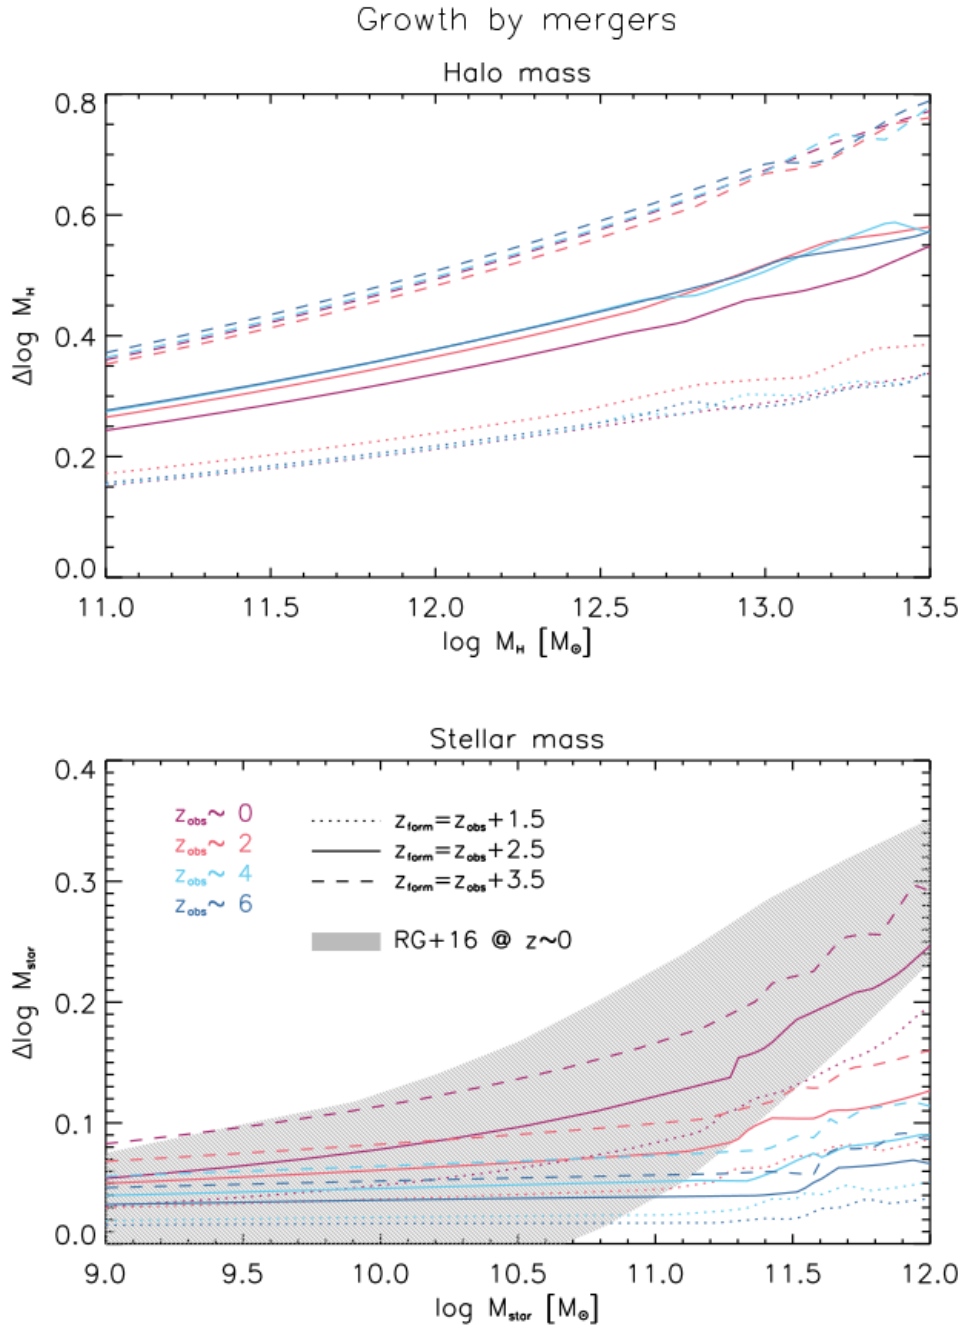 Growth by mergers
Halo mass
0.8
0.6
0.4
0.2
0.0
Δlog M_H
11.0 11.5 12.0 12.5 13.0 13.5
log M_H [M_⊙]
Stellar mass
0.4
0.3
0.2
0.1
0.0
Δlog M_star
z_obs~ 0
z_obs~ 2
z_obs~ 4
z_obs~ 6
z_form=z_obs+1.5
z_form=z_obs+2.5
z_form=z_obs+3.5
RG+16 @ z~0
9.0 9.5 10.0 10.5 11.0 11.5 12.0
log M_star [M_⊙]